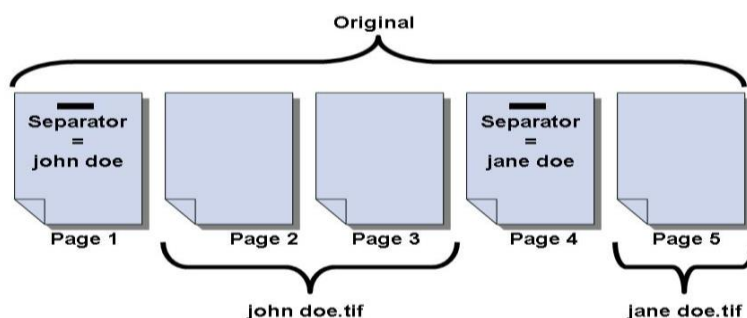 Original
Separator
=
john doe
Separator
=
jane doe
Page 1
Page 2
Page 3
Page 4
Page 5
john doe.tif
jane doe.tif